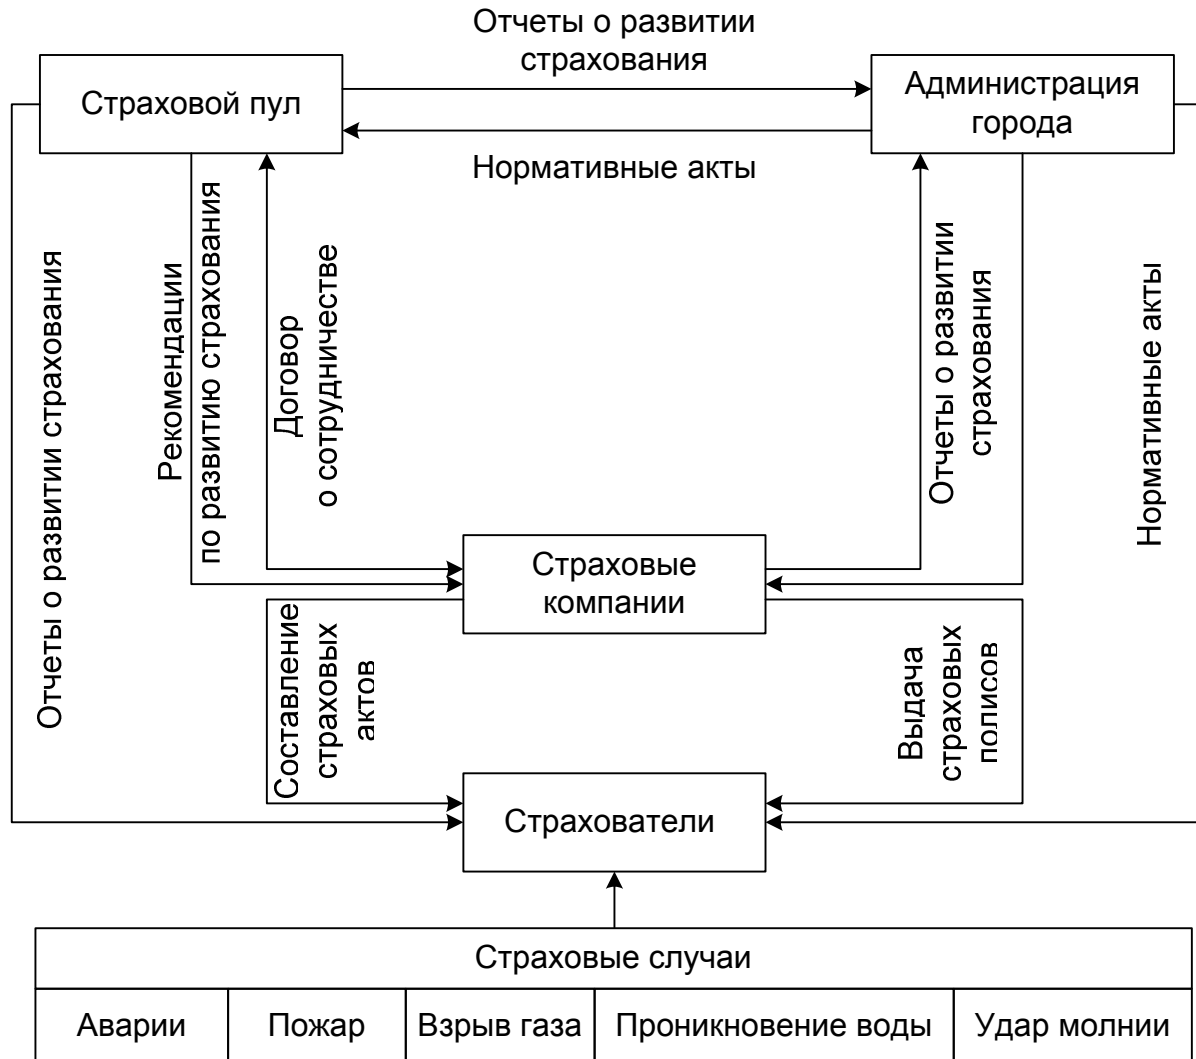 Отчеты о развитии
страхования
Страховой пул
Администрация
города
Нормативные акты
Отчеты о развитии страхования
Рекомендации
по развитию страхования
Договор
о сотрудничестве
Отчеты о развитии
страхования
Нормативные акты
Страховые
компании
Составление
страховых
актов
Выдача
страховых
полисов
Страхователи
Страховые случаи
Аварии
Пожар
Взрыв газа
Проникновение воды
Удар молнии